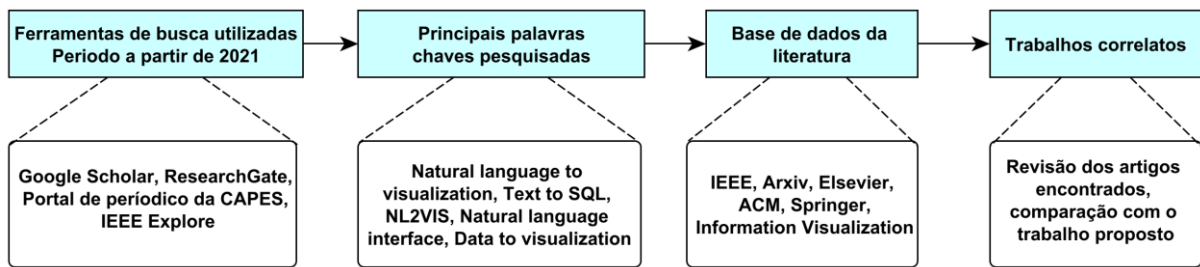 Ferramentas de busca utilizadas
Periodo a partir de 2021
Principais palavras
chaves pesquisadas
Base de dados da
literatura
Trabalhos correlatos
Google Scholar, ResearchGate,
Portal de períodico da CAPES,
IEEE Explore
Natural language to
visualization, Text to SQL,
NL2VIS, Natural language
interface, Data to visualization
IEEE, Arxiv, Elsevier,
ACM, Springer,
Information Visualization
Revisão dos artigos
encontrados,
comparação com o
trabalho proposto